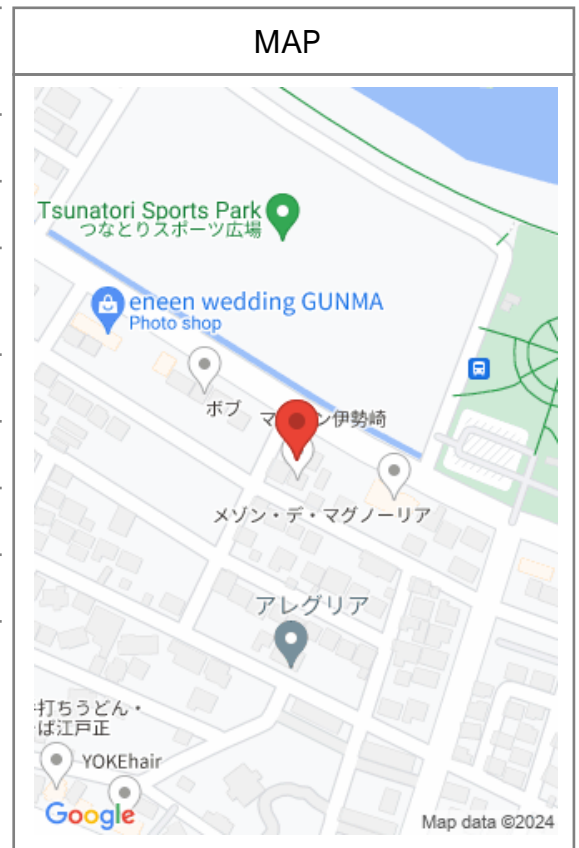 MAP
Tsunatori Sports Park
つなとりスポーツ広場
eneen wedding GUNMA
Photo shop
ボブ
マ ン伊勢崎
メゾン・デ・マグノーリア
アレグリア
打ちうどん・
ば江戸正
YOKEhair
Google
Map data ©2024